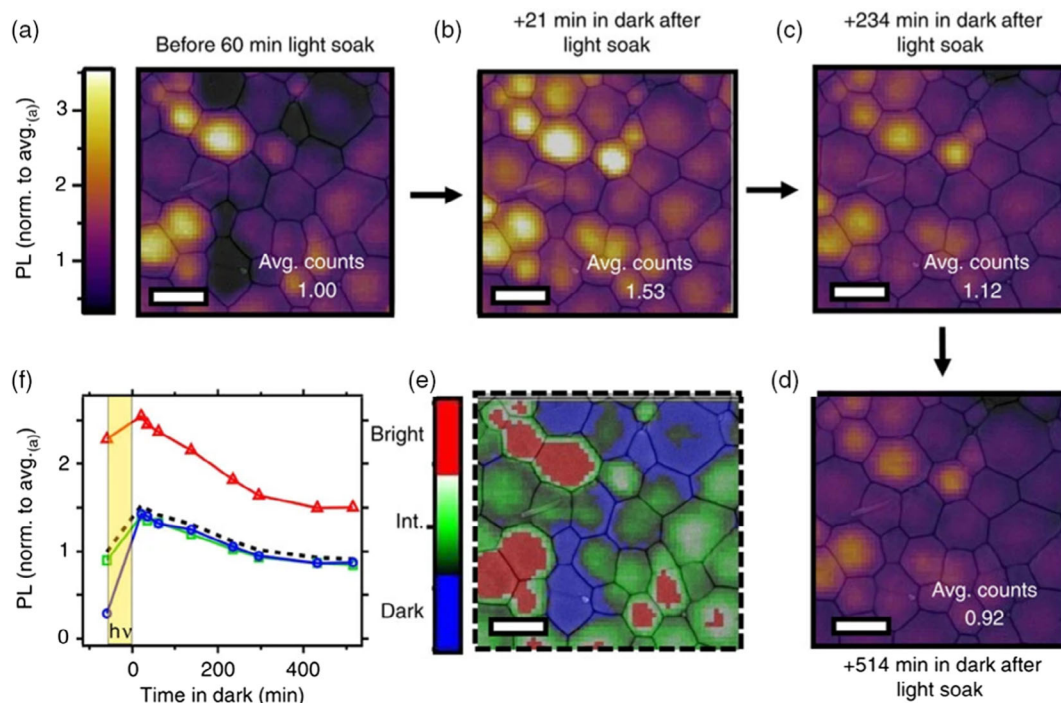 (a)
Before 60 min light soak
(b)
+21 min in dark after
light soak
(c)
+234 min in dark after
light soak
PL (norm. to avg.(a))
3
2
1
Avg. counts
1.00
Avg. counts
1.53
Avg. counts
1.12
(f)
PL (norm. to avg.(a))
2
1
0
hν
0
200
400
Time in dark (min)
(e)
Bright
Int.
Dark
(d)
Avg. counts
0.92
+514 min in dark after
light soak